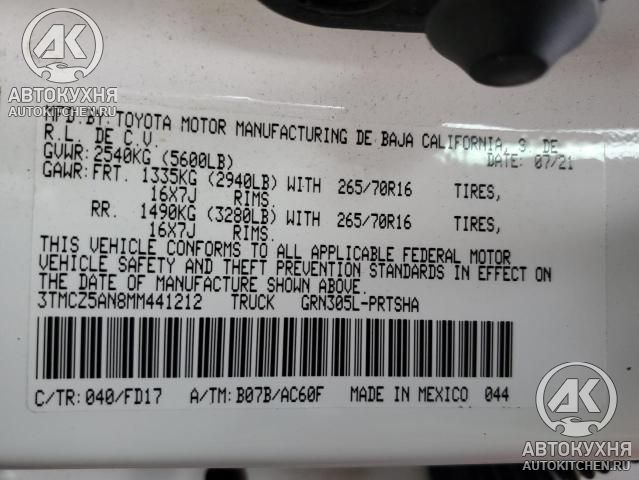 MFD. BY: TOYOTA MOTOR MANUFACTURING DE BAJA CALIFORNIA, S. DE
R.L. DE C.V. DATE: 07/21
GVWR: 2540KG (5600LB)
GAWR: FRT. 1335KG (2940LB) WITH 265/70R16 TIRES,
16X7J RIMS.
RR. 1490KG (3280LB) WITH 265/70R16 TIRES,
16X7J RIMS.
THIS VEHICLE CONFORMS TO ALL APPLICABLE FEDERAL MOTOR
VEHICLE SAFETY AND THEFT PREVENTION STANDARDS IN EFFECT ON
THE DATE OF MANUFACTURE SHOWN ABOVE.
3TMCZ5AN8MM441212 TRUCK GRN305L-PRTSHA
C/TR: 040/FD17 A/TM: B07B/AC60F MADE IN MEXICO 044
АК
АВТОКУХНЯ
AUTOKITCHEN.RU
АК
АВТОКУХНЯ
AUTOKITCHEN.RU